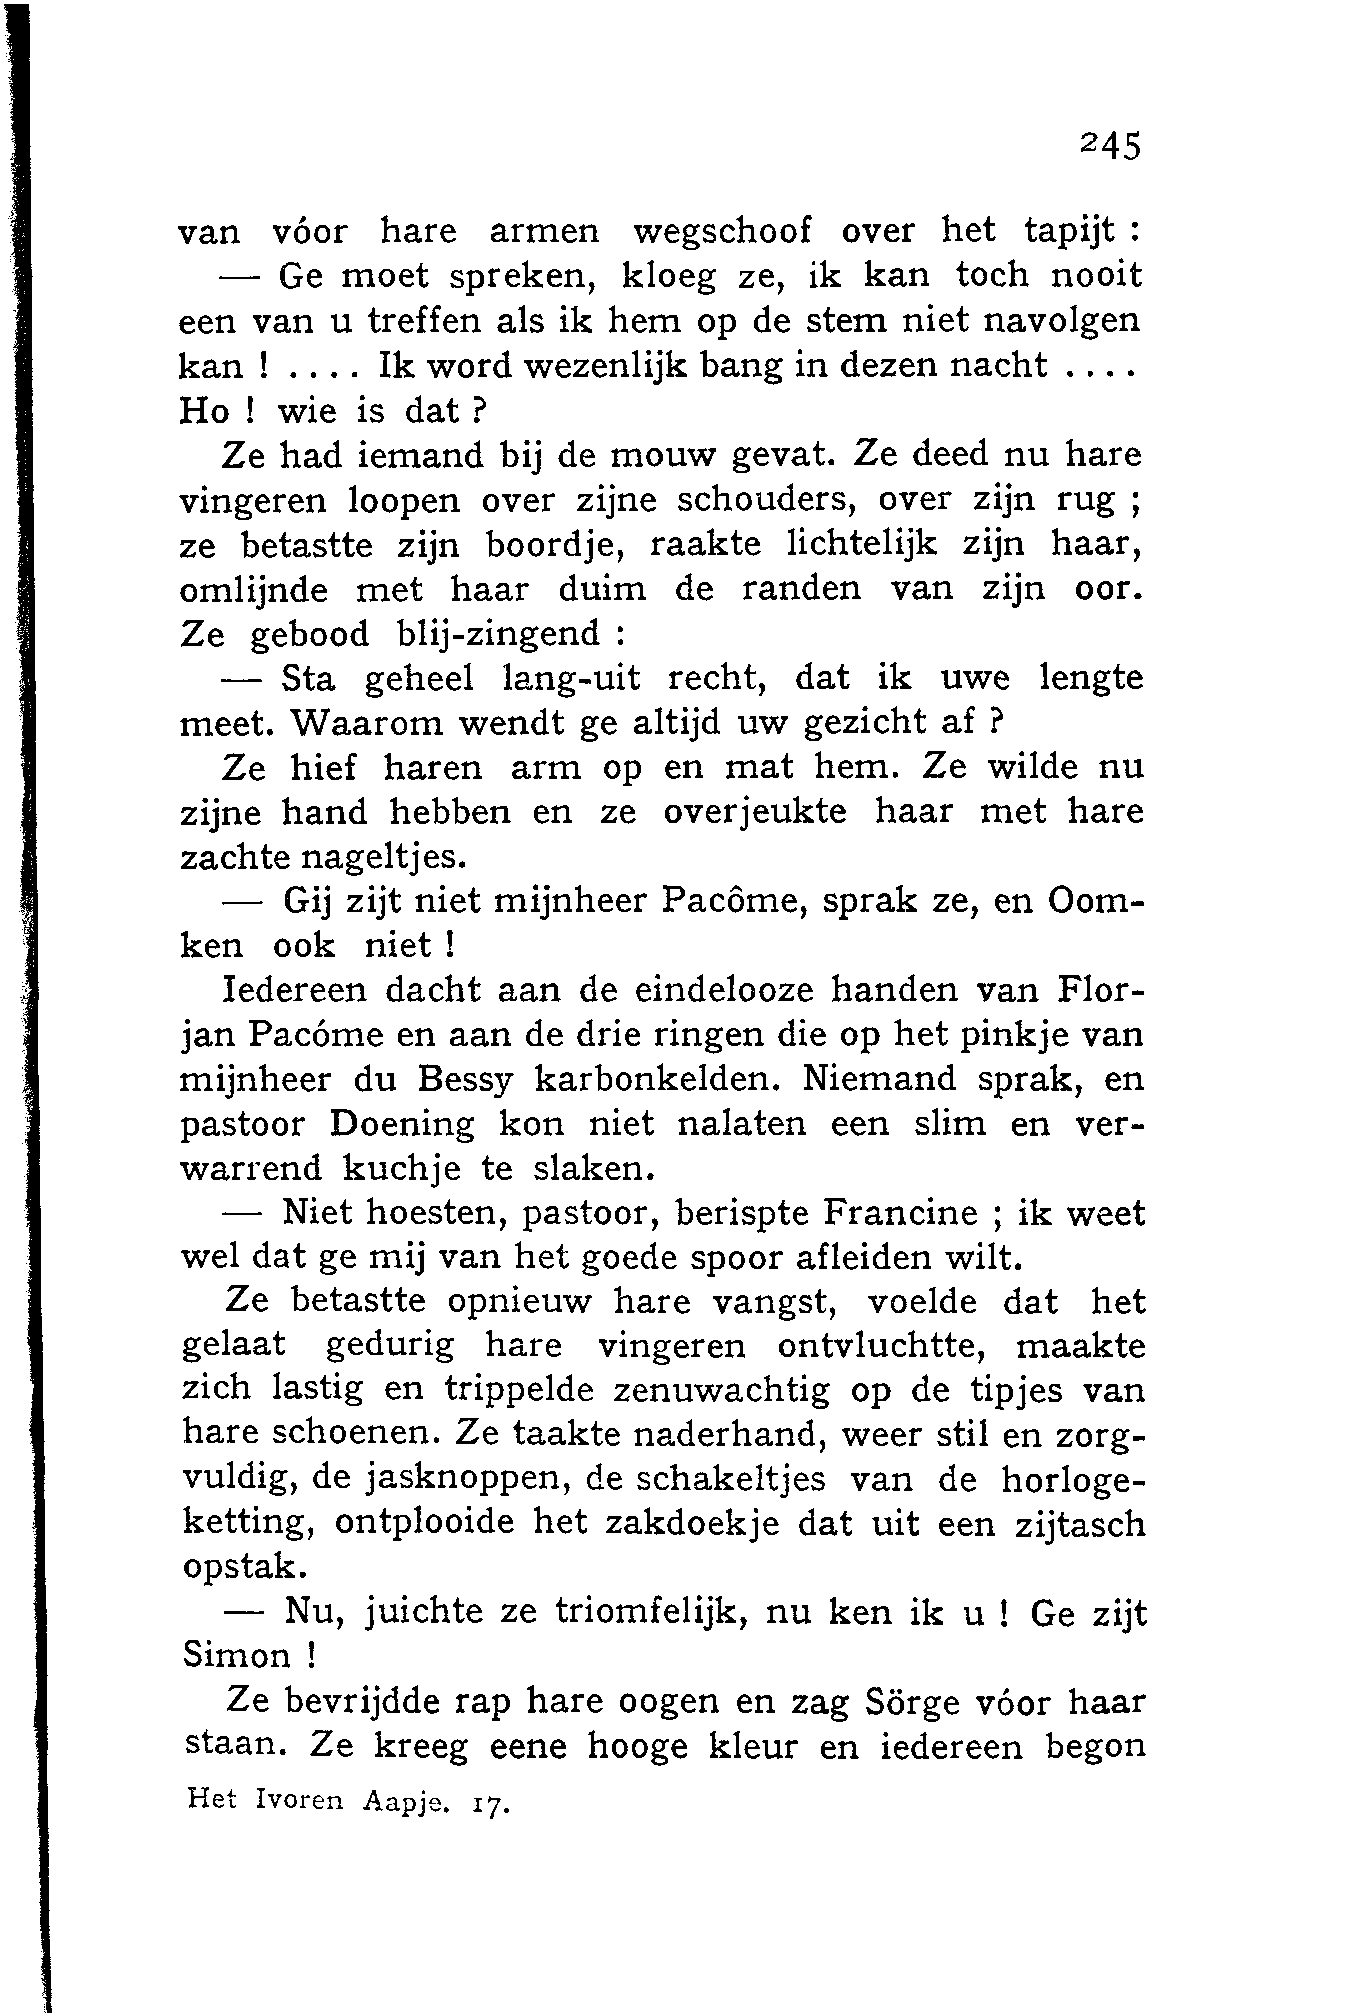 245
van vóor hare armen wegschoof over het tapijt :
— Ge moet spreken, kloeg ze, ik kan toch nooit
een van u treffen als ik hem op de stem niet navolgen
kan ! .... Ik word wezenlijk bang in dezen nacht ....
Ho ! wie is dat ?
Ze had iemand bij de mouw gevat. Ze deed nu hare
vingeren loopen over zijne schouders, over zijn rug ;
ze betastte zijn boordje, raakte lichtelijk zijn haar,
omlijnde met haar duim de randen van zijn oor.
Ze gebood blij-zingend :
— Sta geheel lang-uit recht, dat ik uwe lengte
meet. Waarom wendt ge altijd uw gezicht af ?
Ze hief haren arm op en mat hem. Ze wilde nu
zijne hand hebben en ze overjeukte haar met hare
zachte nageltjes.
— Gij zijt niet mijnheer Pacôme, sprak ze, en Oom-
ken ook niet !
Iedereen dacht aan de eindelooze handen van Flor-
jan Pacóme en aan de drie ringen die op het pinkje van
mijnheer du Bessy karbonkelden. Niemand sprak, en
pastoor Doening kon niet nalaten een slim en ver-
warrend kuchje te slaken.
— Niet hoesten, pastoor, berispte Francine ; ik weet
wel dat ge mij van het goede spoor afleiden wilt.
Ze betastte opnieuw hare vangst, voelde dat het
gelaat gedurig hare vingeren ontvluchtte, maakte
zich lastig en trippelde zenuwachtig op de tipjes van
hare schoenen. Ze taakte naderhand, weer stil en zorg-
vuldig, de jasknoppen, de schakeltjes van de horloge-
ketting, ontplooide het zakdoekje dat uit een zijtasch
opstak.
— Nu, juichte ze triomfelijk, nu ken ik u ! Ge zijt
Simon !
Ze bevrijdde rap hare oogen en zag Sörge vóor haar
staan. Ze kreeg eene hooge kleur en iedereen begon
Het Ivoren Aapje. 17.